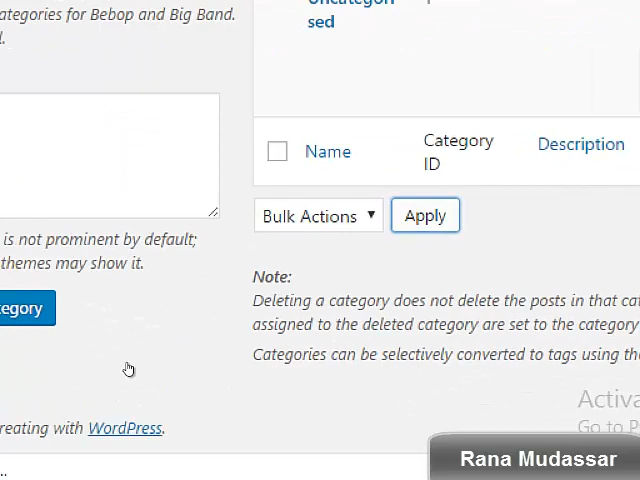 ategories for Bebop and Big Band.
sed
Name
Category
ID
Description
Bulk Actions
Apply
is not prominent by default;
themes may show it.
egory
Note:
Deleting a category does not delete the posts in that cat
assigned to the deleted category are set to the category
Categories can be selectively converted to tags using the
Activa
Go to P
reating with WordPress.
Rana Mudassar